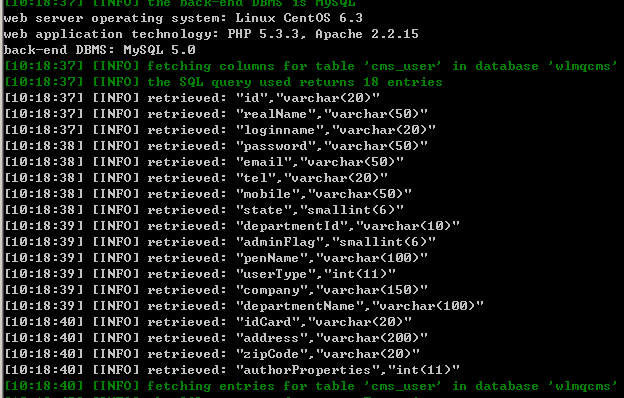 [10:18:37] [INFO] the back-end DBMS is MySQL
web server operating system: Linux CentOS 6.3
web application technology: PHP 5.3.3, Apache 2.2.15
back-end DBMS: MySQL 5.0
[10:18:37] [INFO] fetching columns for table 'cms_user' in database 'wlmqcms'
[10:18:37] [INFO] the SQL query used returns 18 entries
[10:18:37] [INFO] retrieved: "id","varchar(20)"
[10:18:37] [INFO] retrieved: "realName","varchar(50)"
[10:18:37] [INFO] retrieved: "loginname","varchar(20)"
[10:18:38] [INFO] retrieved: "password","varchar(50)"
[10:18:38] [INFO] retrieved: "email","varchar(50)"
[10:18:38] [INFO] retrieved: "tel","varchar(20)"
[10:18:38] [INFO] retrieved: "mobile","varchar(50)"
[10:18:38] [INFO] retrieved: "state","smallint(6)"
[10:18:39] [INFO] retrieved: "departmentId","varchar(10)"
[10:18:39] [INFO] retrieved: "adminFlag","smallint(6)"
[10:18:39] [INFO] retrieved: "penName","varchar(100)"
[10:18:39] [INFO] retrieved: "userType","int(11)"
[10:18:39] [INFO] retrieved: "company","varchar(150)"
[10:18:39] [INFO] retrieved: "departmentName","varchar(100)"
[10:18:40] [INFO] retrieved: "idCard","varchar(20)"
[10:18:40] [INFO] retrieved: "address","varchar(200)"
[10:18:40] [INFO] retrieved: "zipCode","varchar(20)"
[10:18:40] [INFO] retrieved: "authorProperties","int(11)"
[10:18:40] [INFO] fetching entries for table 'cms_user' in database 'wlmqcms'